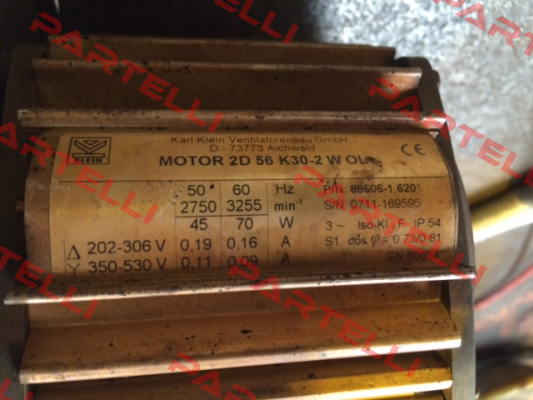 PARTELLI
KLEIN
Karl Klein Ventilatorenbau GmbH
D - 73773 Aichwald
MOTOR 2D 56 K30-2 W OL
CE
50* 60 Hz
2750 3255 min⁻¹
45 70 W
Δ 202-306 V 0,19 0,16 A
Y 350-530 V 0,11 0,09 A
P/N: 88606-1.6201
S/N: 0711-169595
3~ Iso-Kl. F IP 54
S1 cos φ = 0.73/0.81
EN